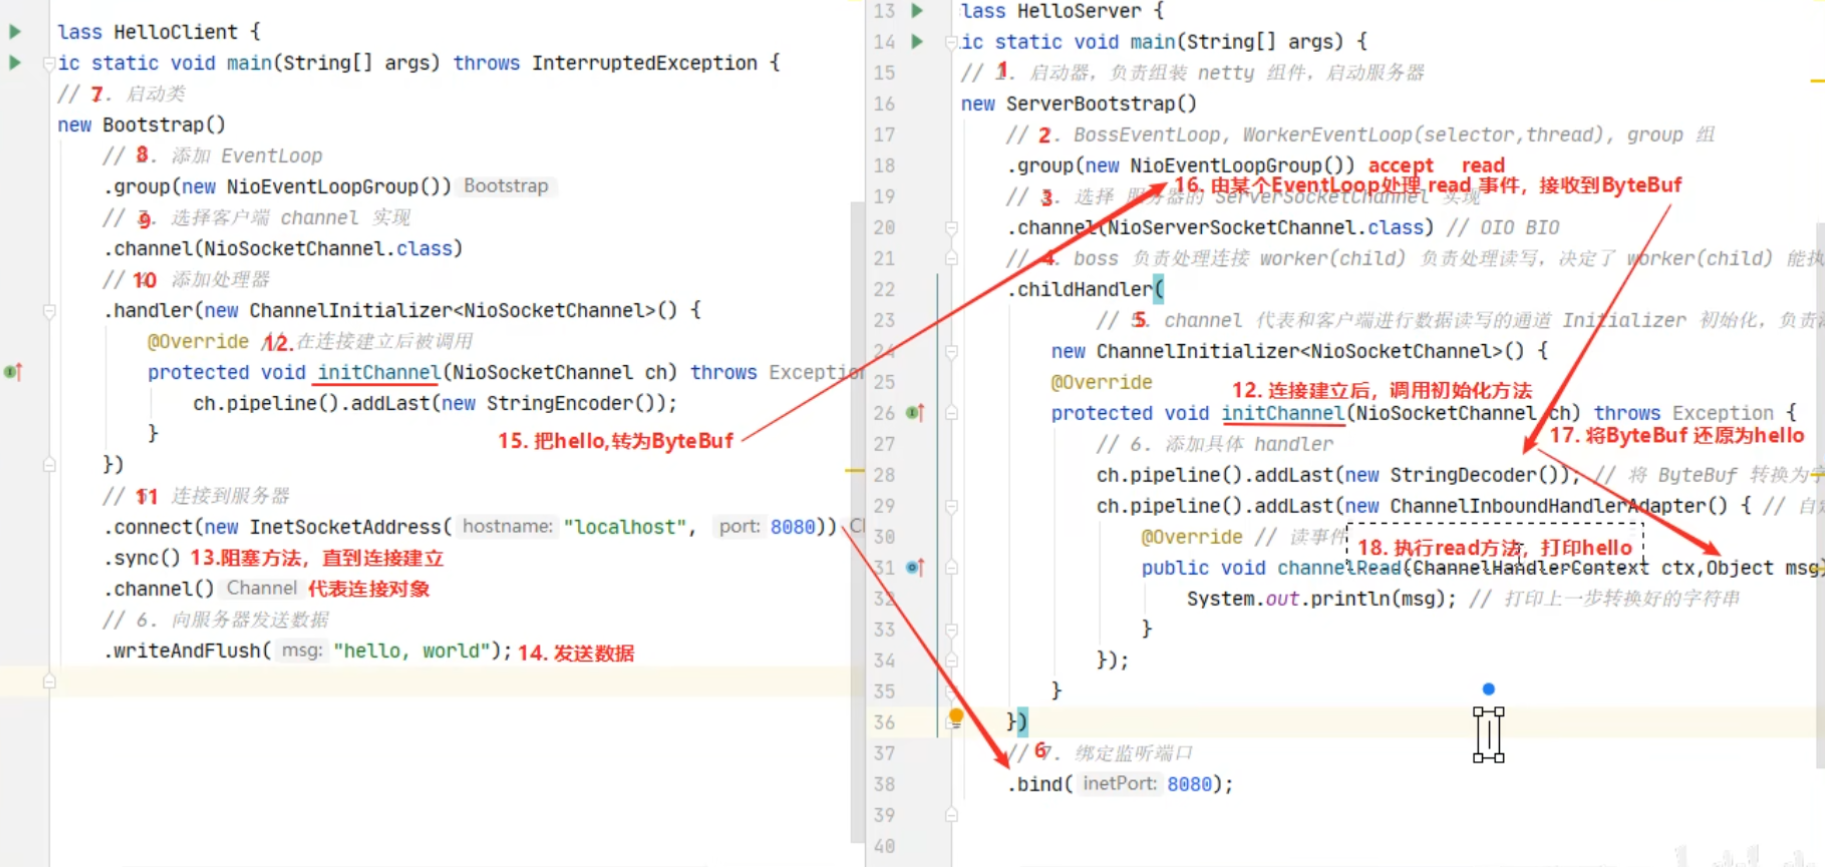 lass HelloClient {
ic static void main(String[] args) throws InterruptedException {
// 7. 启动类
new Bootstrap()
// 8. 添加 EventLoop
.group(new NioEventLoopGroup()) Bootstrap
// 9. 选择客户端 channel 实现
.channel(NioSocketChannel.class)
// 10 添加处理器
.handler(new ChannelInitializer<NioSocketChannel>() {
@Override // 12. 在连接建立后被调用
protected void initChannel(NioSocketChannel ch) throws Exception
ch.pipeline().addLast(new StringEncoder());
}
15. 把hello,转为ByteBuf
})
// 11 连接到服务器
.connect(new InetSocketAddress( hostname: "localhost", port: 8080))
.sync() 13.阻塞方法，直到连接建立
.channel() Channel 代表连接对象
// 6. 向服务器发送数据
.writeAndFlush( msg: "hello, world"); 14. 发送数据
13 lass HelloServer {
14 ic static void main(String[] args) {
15 // 1. 启动器，负责组装 netty 组件，启动服务器
16 new ServerBootstrap()
17 // 2. BossEventLoop, WorkerEventLoop(selector,thread), group 组
18 .group(new NioEventLoopGroup()) accept read
16. 由某个EventLoop处理 read 事件，接收到ByteBuf
19 // 3. 选择 服务器的 ServerSocketChannel 实现
20 .channel(NioServerSocketChannel.class) // OIO BIO
21 // 4. boss 负责处理连接 worker(child) 负责处理读写，决定了 worker(child) 能执
22 .childHandler(
23 // 5. channel 代表和客户端进行数据读写的通道 Initializer 初始化，负责
24 new ChannelInitializer<NioSocketChannel>() {
25 @Override
12. 连接建立后，调用初始化方法
26 protected void initChannel(NioSocketChannel ch) throws Exception {
27 // 6. 添加具体 handler
17. 将ByteBuf 还原为hello
28 ch.pipeline().addLast(new StringDecoder()); // 将 ByteBuf 转换为字
29 ch.pipeline().addLast(new ChannelInboundHandlerAdapter() { // 自
30 @Override // 读事件
18. 执行read方法，打印hello
31 public void channelRead(ChannelHandlerContext ctx,Object msg)
32 System.out.println(msg); // 打印上一步转换好的字符串
33 }
34 });
35 }
36 })
37 // 6 7. 绑定监听端口
38 .bind( inetPort: 8080);
39
40